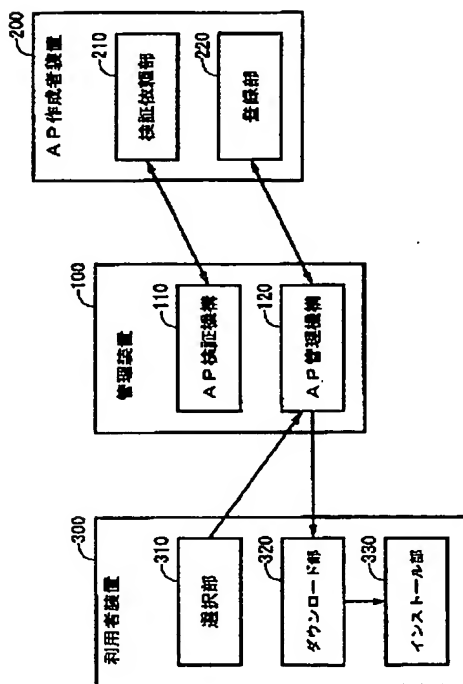 200
AP作成者装置
210
検証依頼部
220
登録部
100
管理装置
110
AP検証機構
120
AP管理機構
300
利用者装置
310
選択部
320
ダウンロード部
330
インストール部